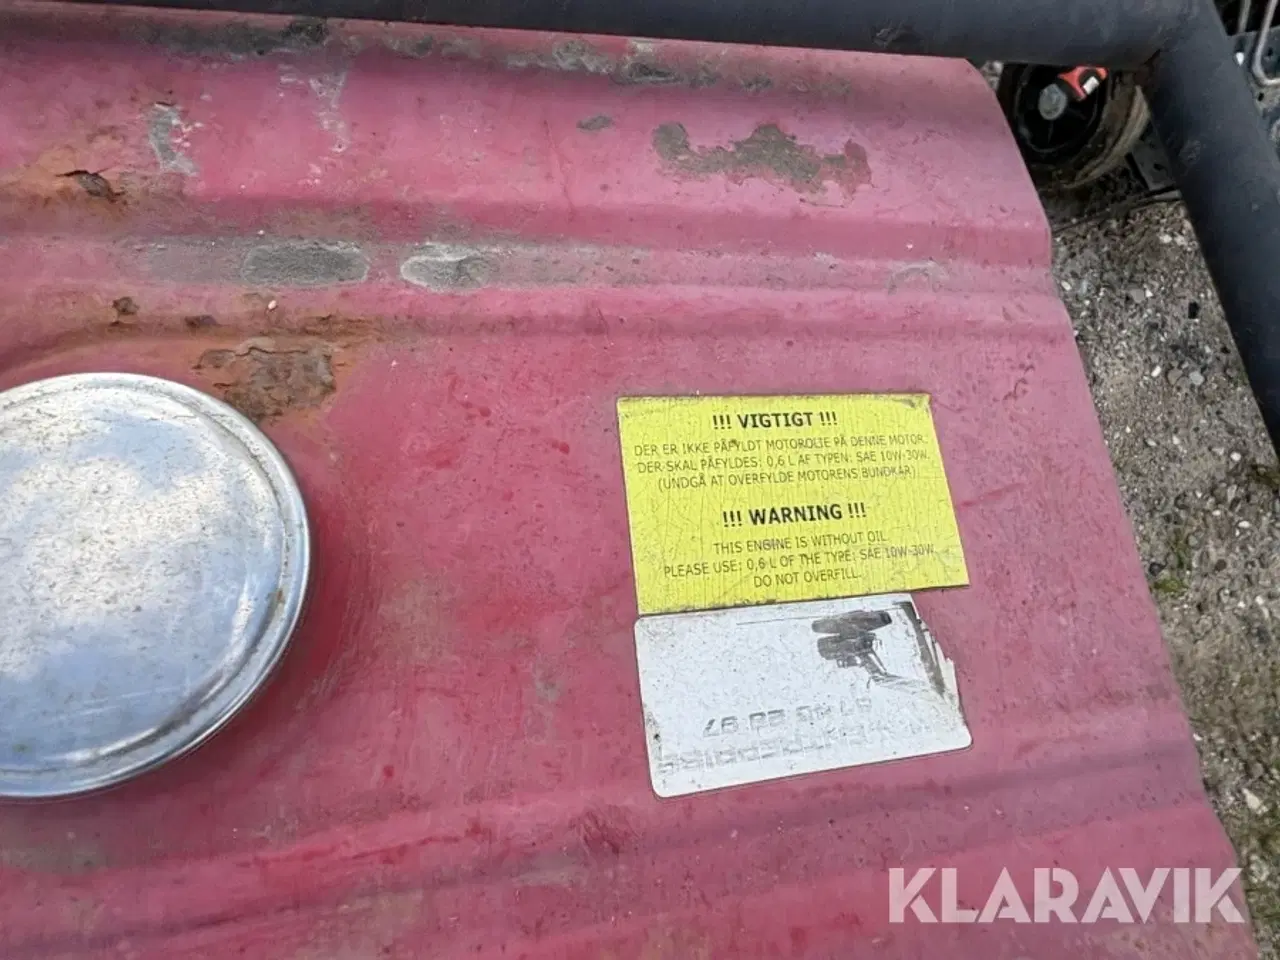 !!! VIGTIGT !!!
DER ER IKKE PÅFYLDT MOTOROLIE PÅ DENNE MOTOR.
DER SKAL PÅFYLDES: 0,6 L AF TYPEN: SAE 10W-30W.
(UNDGÅ AT OVERFYLDE MOTORENS BUNDKAR)
!!! WARNING !!!
THIS ENGINE IS WITHOUT OIL
PLEASE USE: 0,6 L OF THE TYPE: SAE 10W-30W
DO NOT OVERFILL.
KLARAVIK